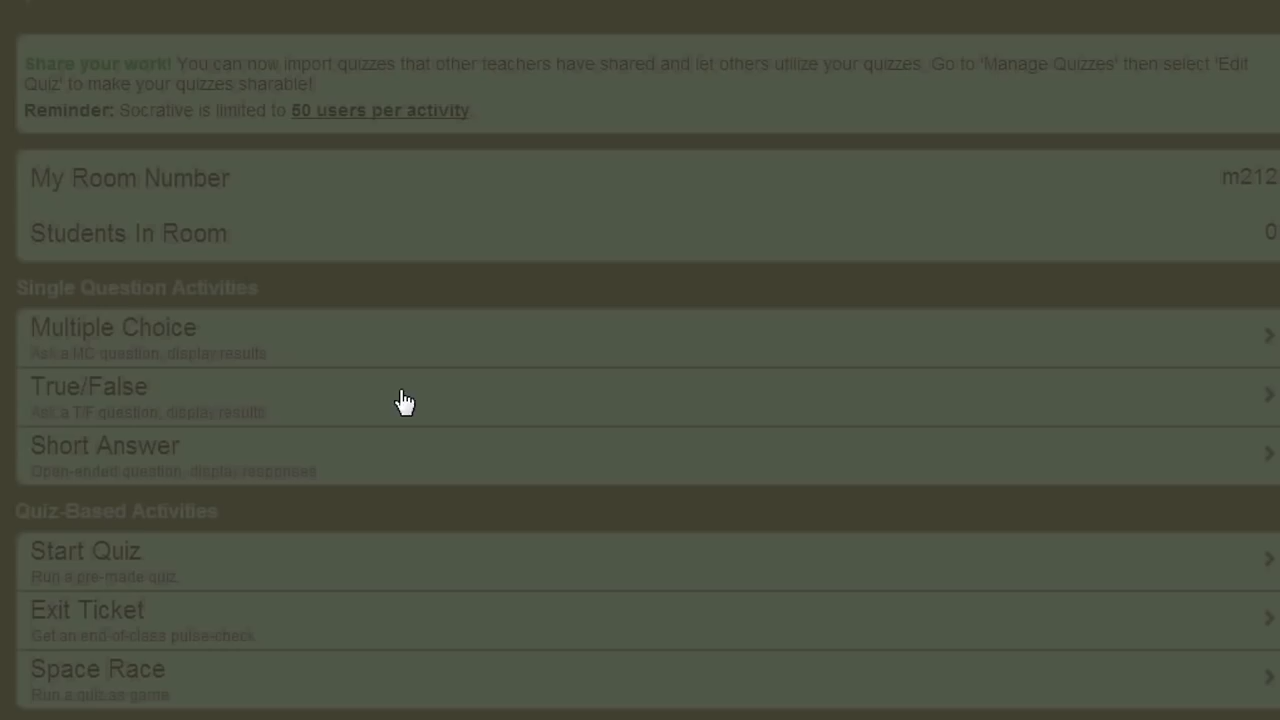 Share your work! You can now import quizzes that other teachers have shared and let others utilize your quizzes. Go to 'Manage Quizzes' then select 'Edit
Quiz' to make your quizzes sharable!
Reminder: Socrative is limited to 50 users per activity
My Room Number m212
Students In Room 0
Single Question Activities
Multiple Choice
Ask a MC question, display results
True/False
Ask a T/F question, display results
Short Answer
Open-ended question, display responses
Quiz-Based Activities
Start Quiz
Run a pre-made quiz.
Exit Ticket
Get an end-of-class pulse-check
Space Race
Run a quiz as game